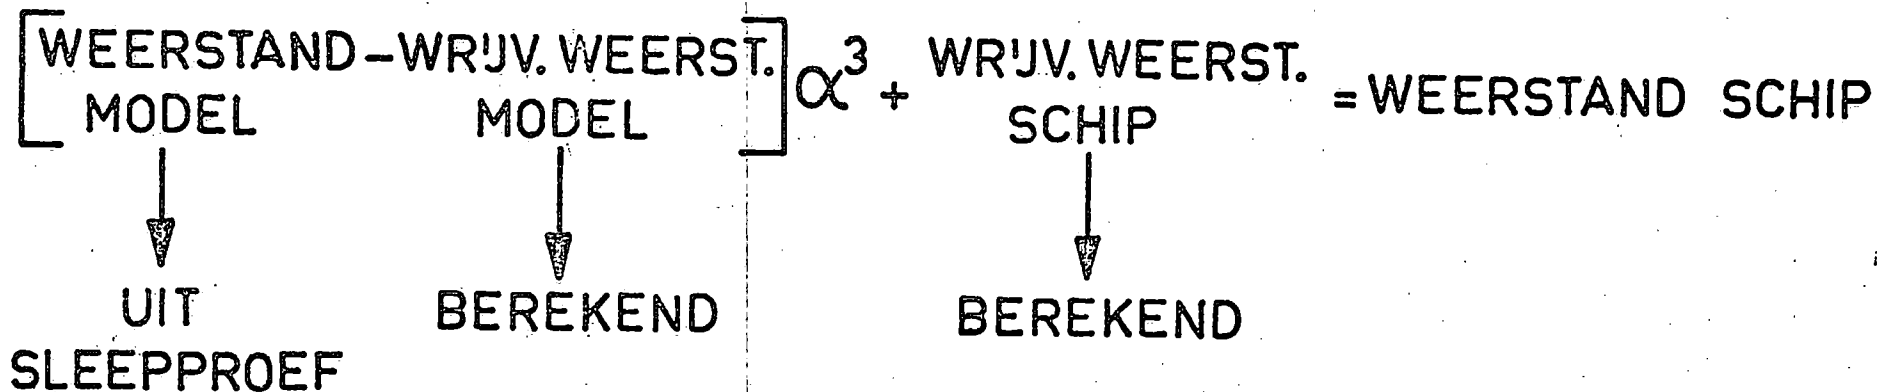 [WEERSTAND – WRIJV. WEERST.] α³ + WRIJV. WEERST. = WEERSTAND SCHIP
MODEL MODEL SCHIP
UIT BEREKEND BEREKEND
SLEEPPROEF